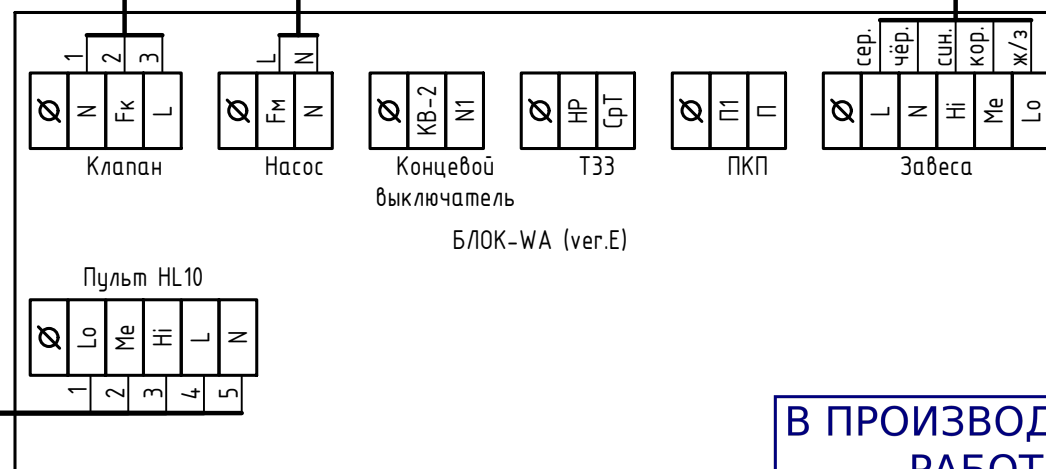 сер. чёр. син. кор. ж/з
1 2 3 L N
Ø N Fк L Ø Fм N Ø КВ-2 N1 Ø НР СрТ Ø П1 П Ø L N Hi Me Lo
Клапан Насос Концевой ТЗЗ ПКП Завеса
выключатель
БЛОК-WA (ver.E)
Пульт HL10
Ø Lo Me Hi L N
1 2 3 4 5
В ПРОИЗВОД
РАБОТ